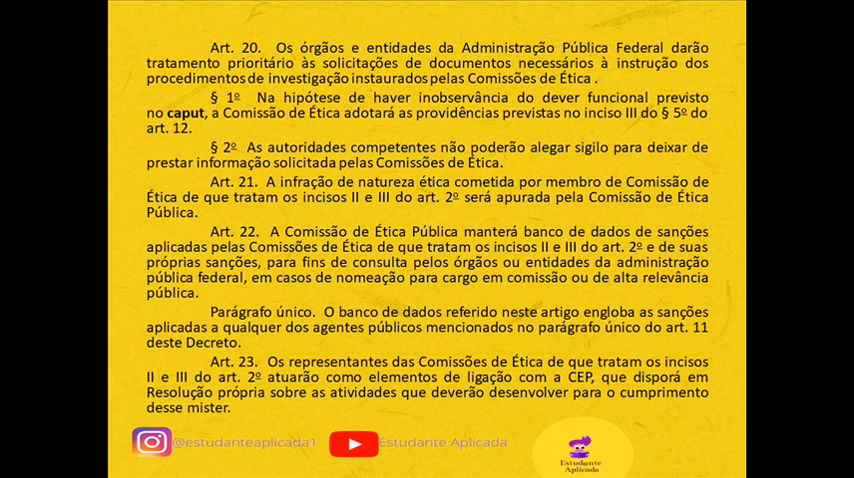 Art. 20. Os órgãos e entidades da Administração Pública Federal darão
tratamento prioritário às solicitações de documentos necessários à instrução dos
procedimentos de investigação instaurados pelas Comissões de Ética .
§ 1º Na hipótese de haver inobservância do dever funcional previsto
no caput, a Comissão de Ética adotará as providências previstas no inciso III do § 5º do
art. 12.
§ 2º As autoridades competentes não poderão alegar sigilo para deixar de
prestar informação solicitada pelas Comissões de Ética.
Art. 21. A infração de natureza ética cometida por membro de Comissão de
Ética de que tratam os incisos II e III do art. 2º será apurada pela Comissão de Ética
Pública.
Art. 22. A Comissão de Ética Pública manterá banco de dados de sanções
aplicadas pelas Comissões de Ética de que tratam os incisos II e III do art. 2º e de suas
próprias sanções, para fins de consulta pelos órgãos ou entidades da administração
pública federal, em casos de nomeação para cargo em comissão ou de alta relevância
pública.
Parágrafo único. O banco de dados referido neste artigo engloba as sanções
aplicadas a qualquer dos agentes públicos mencionados no parágrafo único do art. 11
deste Decreto.
Art. 23. Os representantes das Comissões de Ética de que tratam os incisos
II e III do art. 2º atuarão como elementos de ligação com a CEP, que disporá em
Resolução própria sobre as atividades que deverão desenvolver para o cumprimento
desse mister.
@estudanteaplicada1 Estudante Aplicada
Estudante
Aplicada